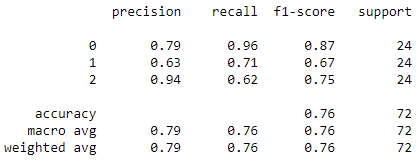 precision recall f1-score support
0 0.79 0.96 0.87 24
1 0.63 0.71 0.67 24
2 0.94 0.62 0.75 24
accuracy 0.76 72
macro avg 0.79 0.76 0.76 72
weighted avg 0.79 0.76 0.76 72